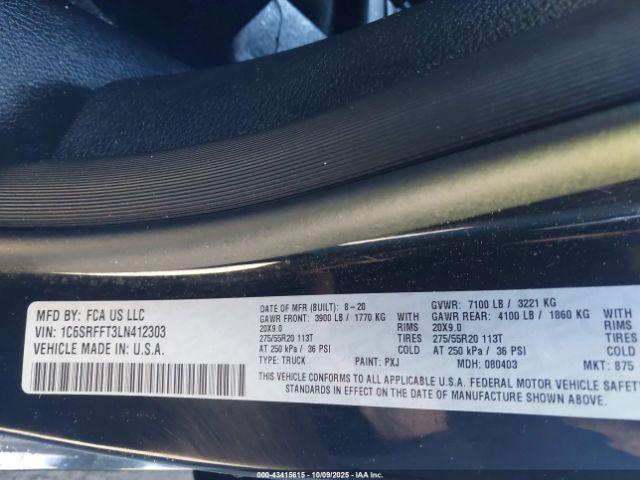 MFD BY: FCA US LLC
VIN: 1C6SRFFT3LN412303
VEHICLE MADE IN U.S.A.
DATE OF MFR (BUILT): 8-20
GAWR FRONT: 3900 LB / 1770 KG WITH
20X9.0 RIMS
275/55R20 113T TIRES
AT 250 kPa / 36 PSI COLD
TYPE: TRUCK PAINT: PXJ
GVWR: 7100 LB / 3221 KG
GAWR REAR: 4100 LB / 1860 KG WITH
20X9.0 RIMS
275/55R20 113T TIRES
AT 250 kPa / 36 PSI COLD
MDH: 080403 MKT: 875
THIS VEHICLE CONFORMS TO ALL APPLICABLE U.S.A. FEDERAL MOTOR VEHICLE SAFETY
STANDARDS IN EFFECT ON THE DATE OF MANUFACTURE SHOWN ABOVE.
© 43415615 - 10/09/2025 - IAAI.COM